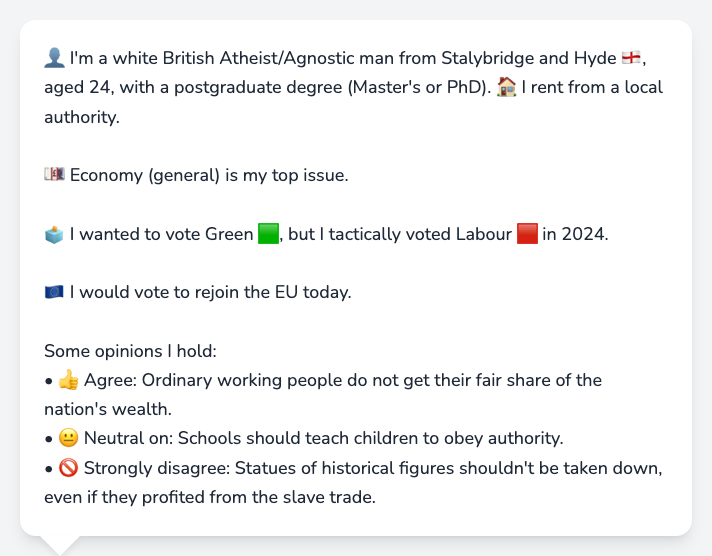 👤 I'm a white British Atheist/Agnostic man from Stalybridge and Hyde 🏴󠁧󠁢󠁥󠁮󠁧󠁿,
aged 24, with a postgraduate degree (Master's or PhD). 🏠 I rent from a local
authority.
💷 Economy (general) is my top issue.
🗳️ I wanted to vote Green 🟩, but I tactically voted Labour 🟥 in 2024.
🇪🇺 I would vote to rejoin the EU today.
Some opinions I hold:
• 👍 Agree: Ordinary working people do not get their fair share of the
nation's wealth.
• 😐 Neutral on: Schools should teach children to obey authority.
• 🚫 Strongly disagree: Statues of historical figures shouldn't be taken down,
even if they profited from the slave trade.